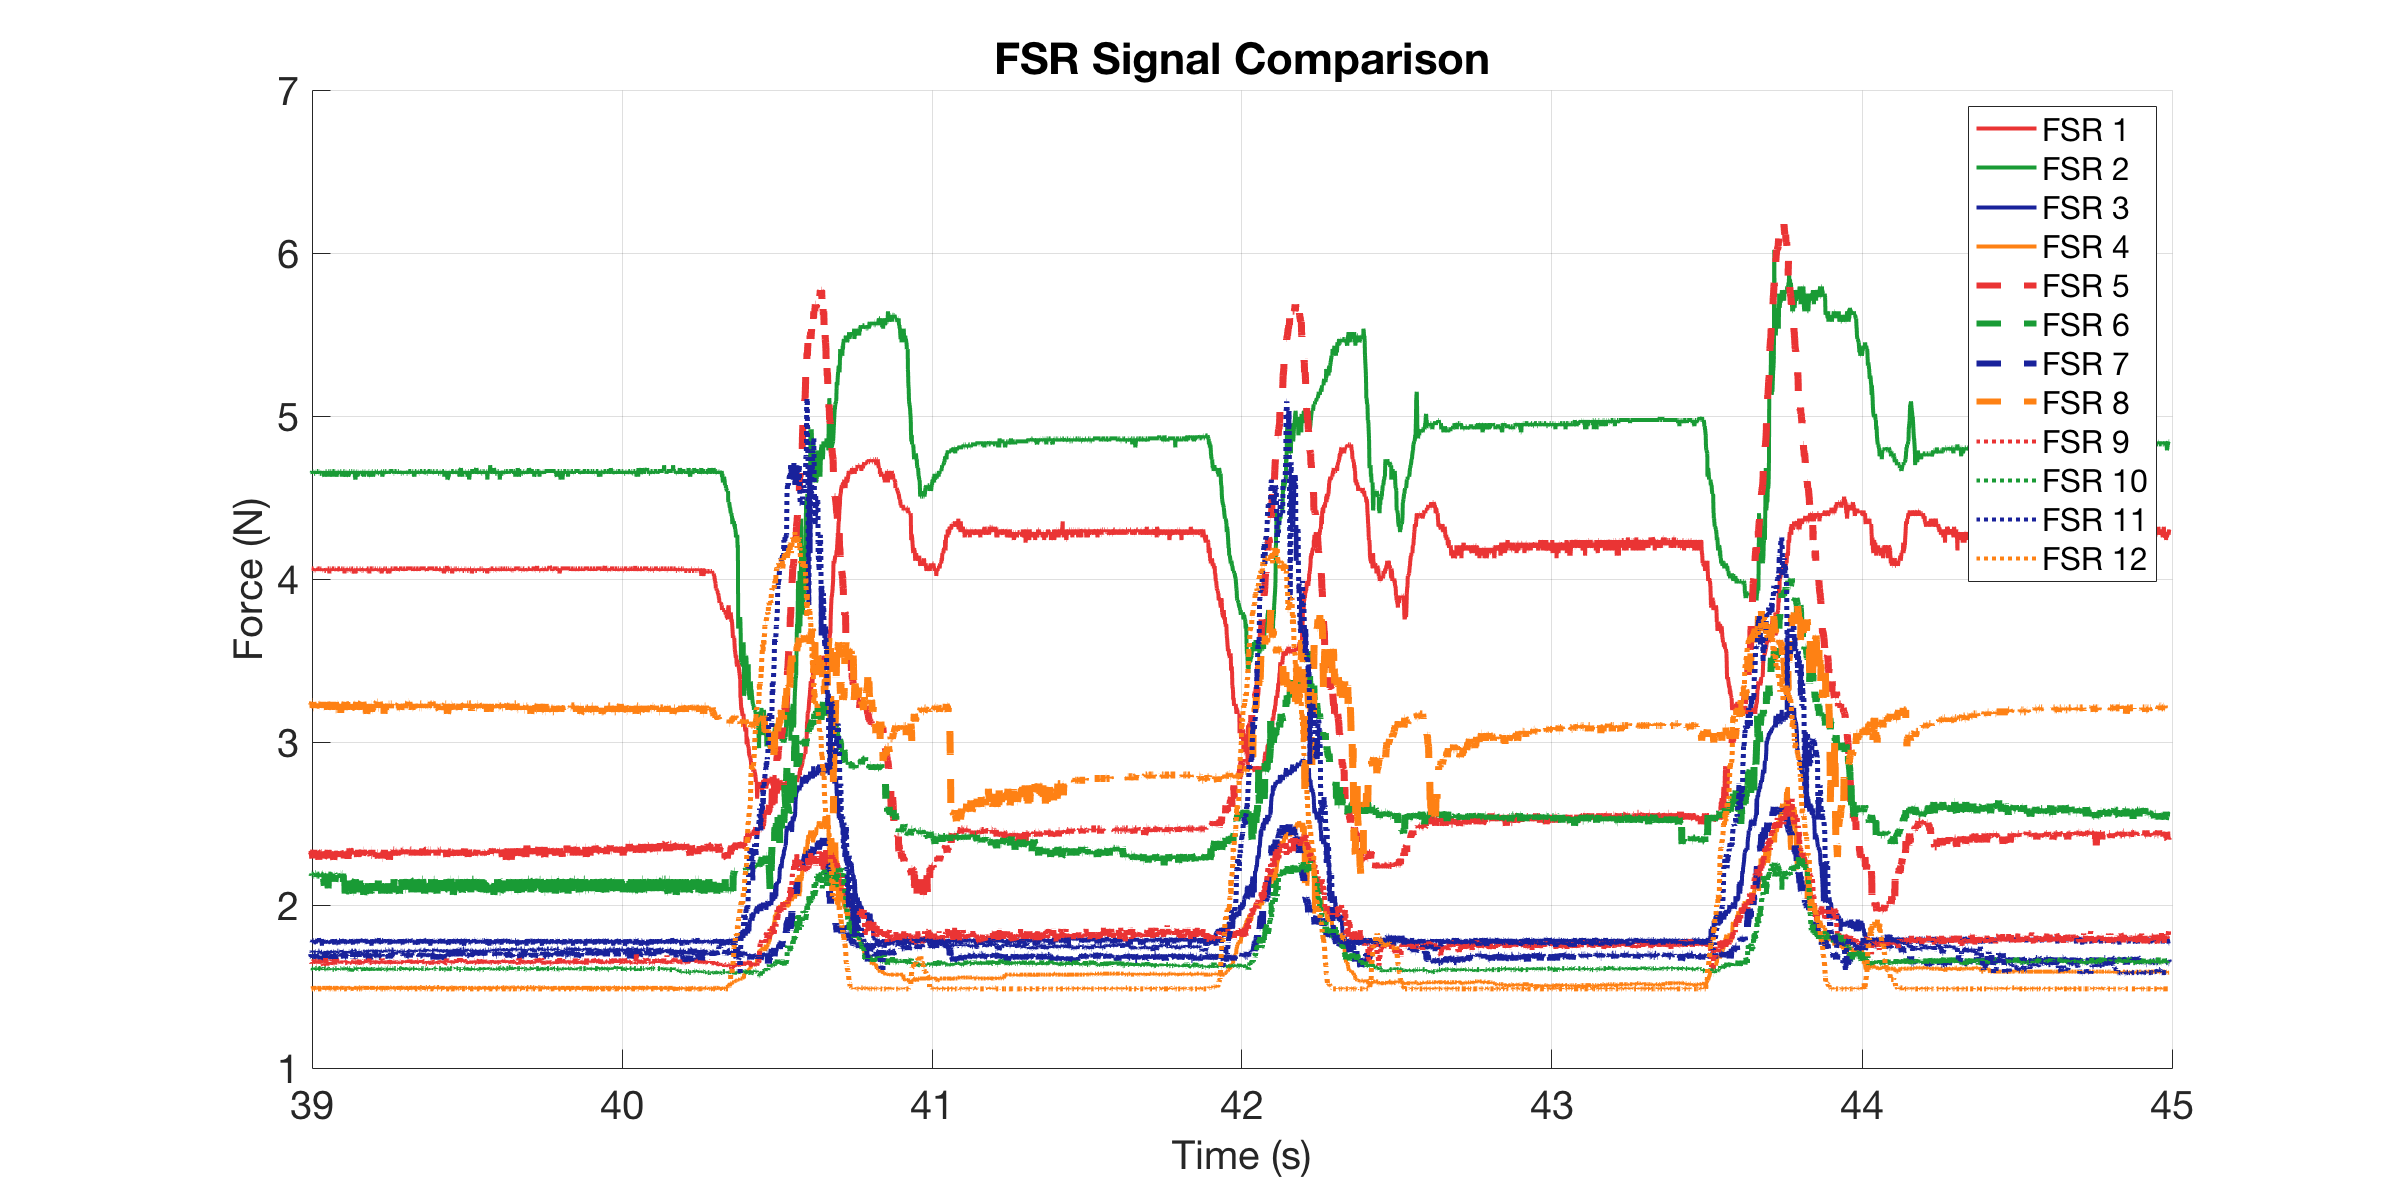 FSR Signal Comparison
7
6
5
4
3
2
1
Force (N)
39 40 41 42 43 44 45
Time (s)
FSR 1
FSR 2
FSR 3
FSR 4
FSR 5
FSR 6
FSR 7
FSR 8
FSR 9
FSR 10
FSR 11
FSR 12